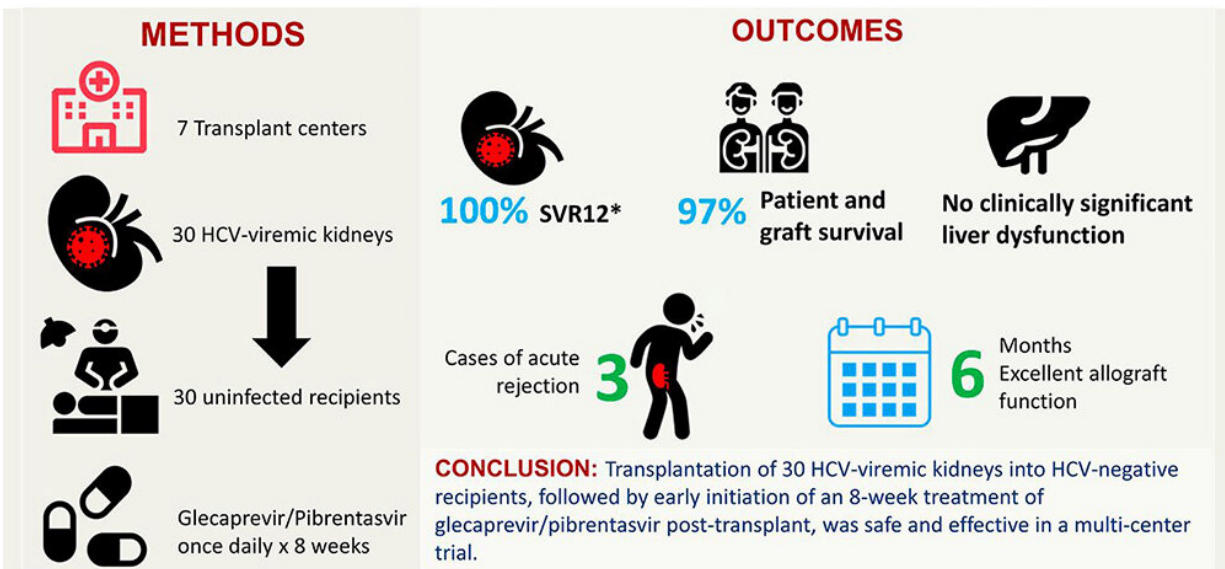 METHODS
7 Transplant centers
30 HCV-viremic kidneys
30 uninfected recipients
Glecaprevir/Pibrentasvir
once daily x 8 weeks
OUTCOMES
100% SVR12*
97% Patient and
graft survival
No clinically significant
liver dysfunction
Cases of acute
rejection 3
6 Months
Excellent allograft
function
CONCLUSION: Transplantation of 30 HCV-viremic kidneys into HCV-negative
recipients, followed by early initiation of an 8-week treatment of
glecaprevir/pibrentasvir post-transplant, was safe and effective in a multi-center
trial.